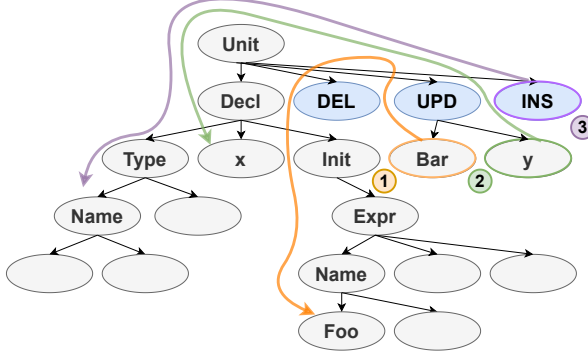 Unit
Decl DEL UPD INS
3
Type x Init Bar y
1 2
Name Expr
Name
Foo